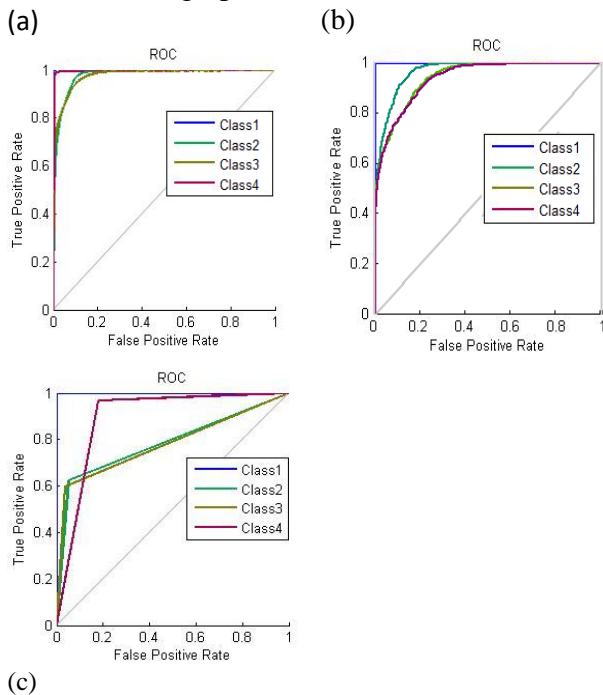 (a)
ROC
True Positive Rate
1
0.8
0.6
0.4
0.2
0
Class1
Class2
Class3
Class4
0 0.2 0.4 0.6 0.8 1
False Positive Rate
(b)
ROC
True Positive Rate
1
0.8
0.6
0.4
0.2
0
Class1
Class2
Class3
Class4
0 0.2 0.4 0.6 0.8 1
False Positive Rate
ROC
True Positive Rate
1
0.8
0.6
0.4
0.2
0
Class1
Class2
Class3
Class4
0 0.2 0.4 0.6 0.8 1
False Positive Rate
(c)